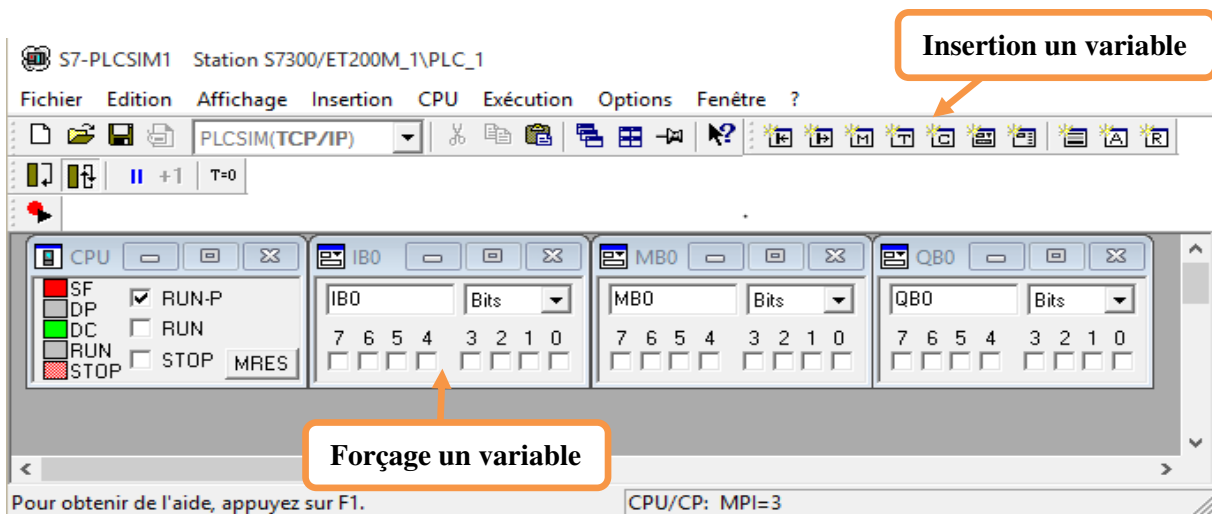 Insertion un variable
S7-PLCSIM1 Station S7300/ET200M_1\PLC_1
Fichier Edition Affichage Insertion CPU Exécution Options Fenêtre ?
PLCSIM(TCP/IP)
M T C A R
+1 T=0
CPU IB0 MB0 QB0
SF
DP
DC
RUN
STOP
RUN-P
RUN
STOP MRES
IB0 Bits
7 6 5 4 3 2 1 0
MB0 Bits
7 6 5 4 3 2 1 0
QB0 Bits
7 6 5 4 3 2 1 0
Forçage un variable
Pour obtenir de l'aide, appuyez sur F1. CPU/CP: MPI=3